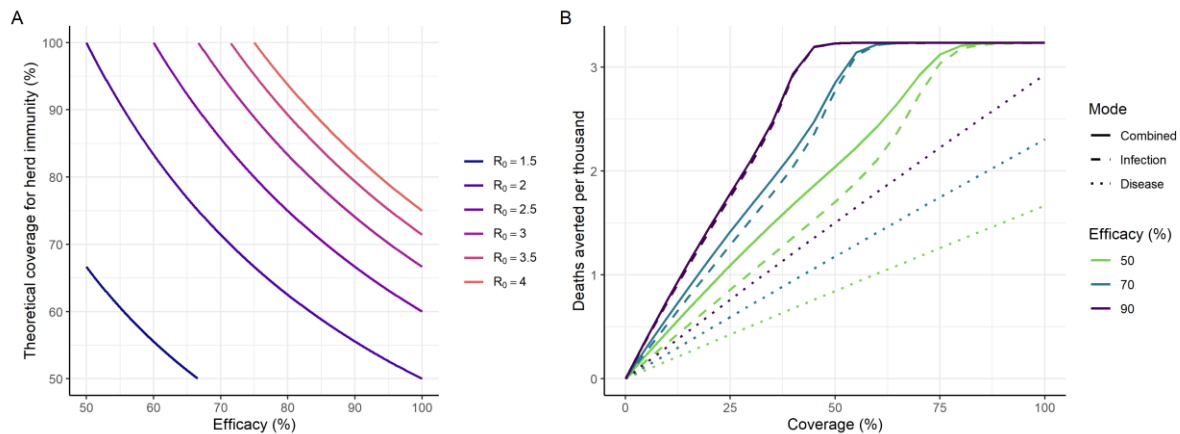 A
Theoretical coverage for herd immunity (%)
100
90
80
70
60
50
50 60 70 80 90 100
Efficacy (%)
R₀ = 1.5
R₀ = 2
R₀ = 2.5
R₀ = 3
R₀ = 3.5
R₀ = 4
B
Deaths averted per thousand
3
2
1
0
0 25 50 75 100
Coverage (%)
Mode
Combined
Infection
Disease
Efficacy (%)
50
70
90